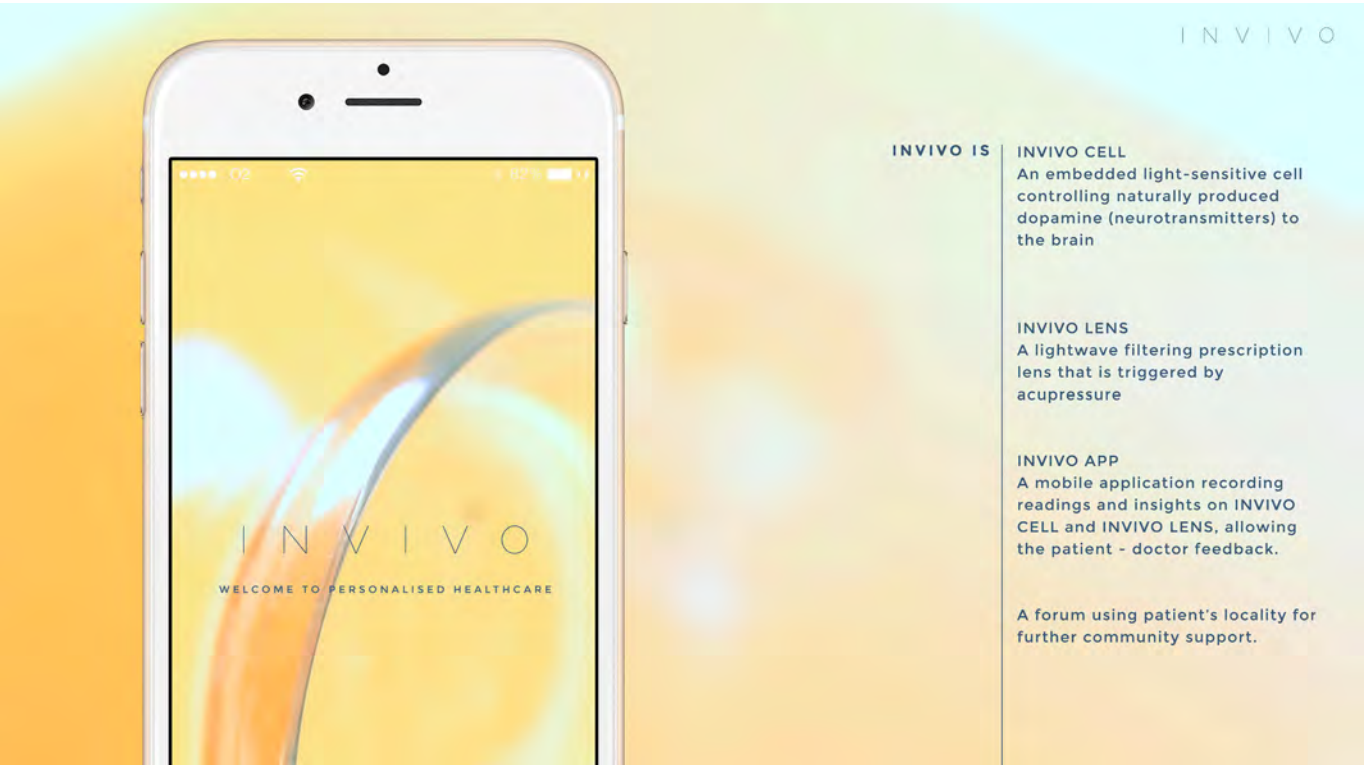 INVIVO
INVIVO IS
INVIVO CELL
An embedded light-sensitive cell
controlling naturally produced
dopamine (neurotransmitters) to
the brain
INVIVO LENS
A lightwave filtering prescription
lens that is triggered by
acupressure
INVIVO APP
A mobile application recording
readings and insights on INVIVO
CELL and INVIVO LENS, allowing
the patient - doctor feedback.
A forum using patient's locality for
further community support.
INVIVO
WELCOME TO PERSONALISED HEALTHCARE